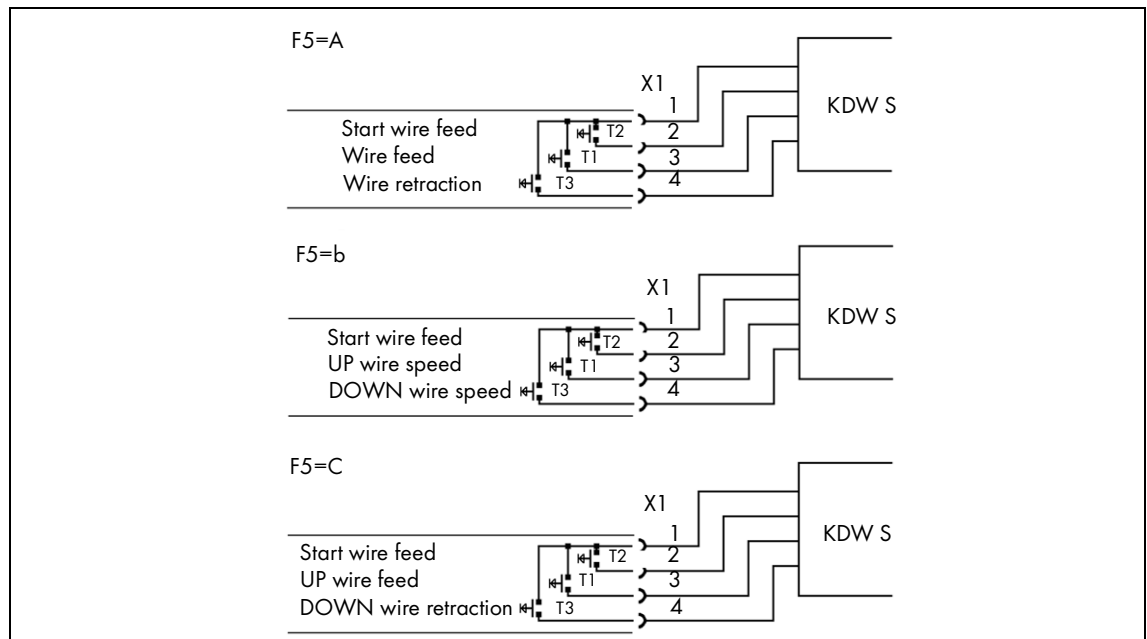 F5=A
X1
1
KDW S
Start wire feed
T2
2
Wire feed
T1
3
Wire retraction
T3
4
F5=b
X1
1
KDW S
Start wire feed
T2
2
UP wire speed
T1
3
DOWN wire speed
T3
4
F5=C
X1
1
KDW S
Start wire feed
T2
2
UP wire feed
T1
3
DOWN wire retraction
T3
4